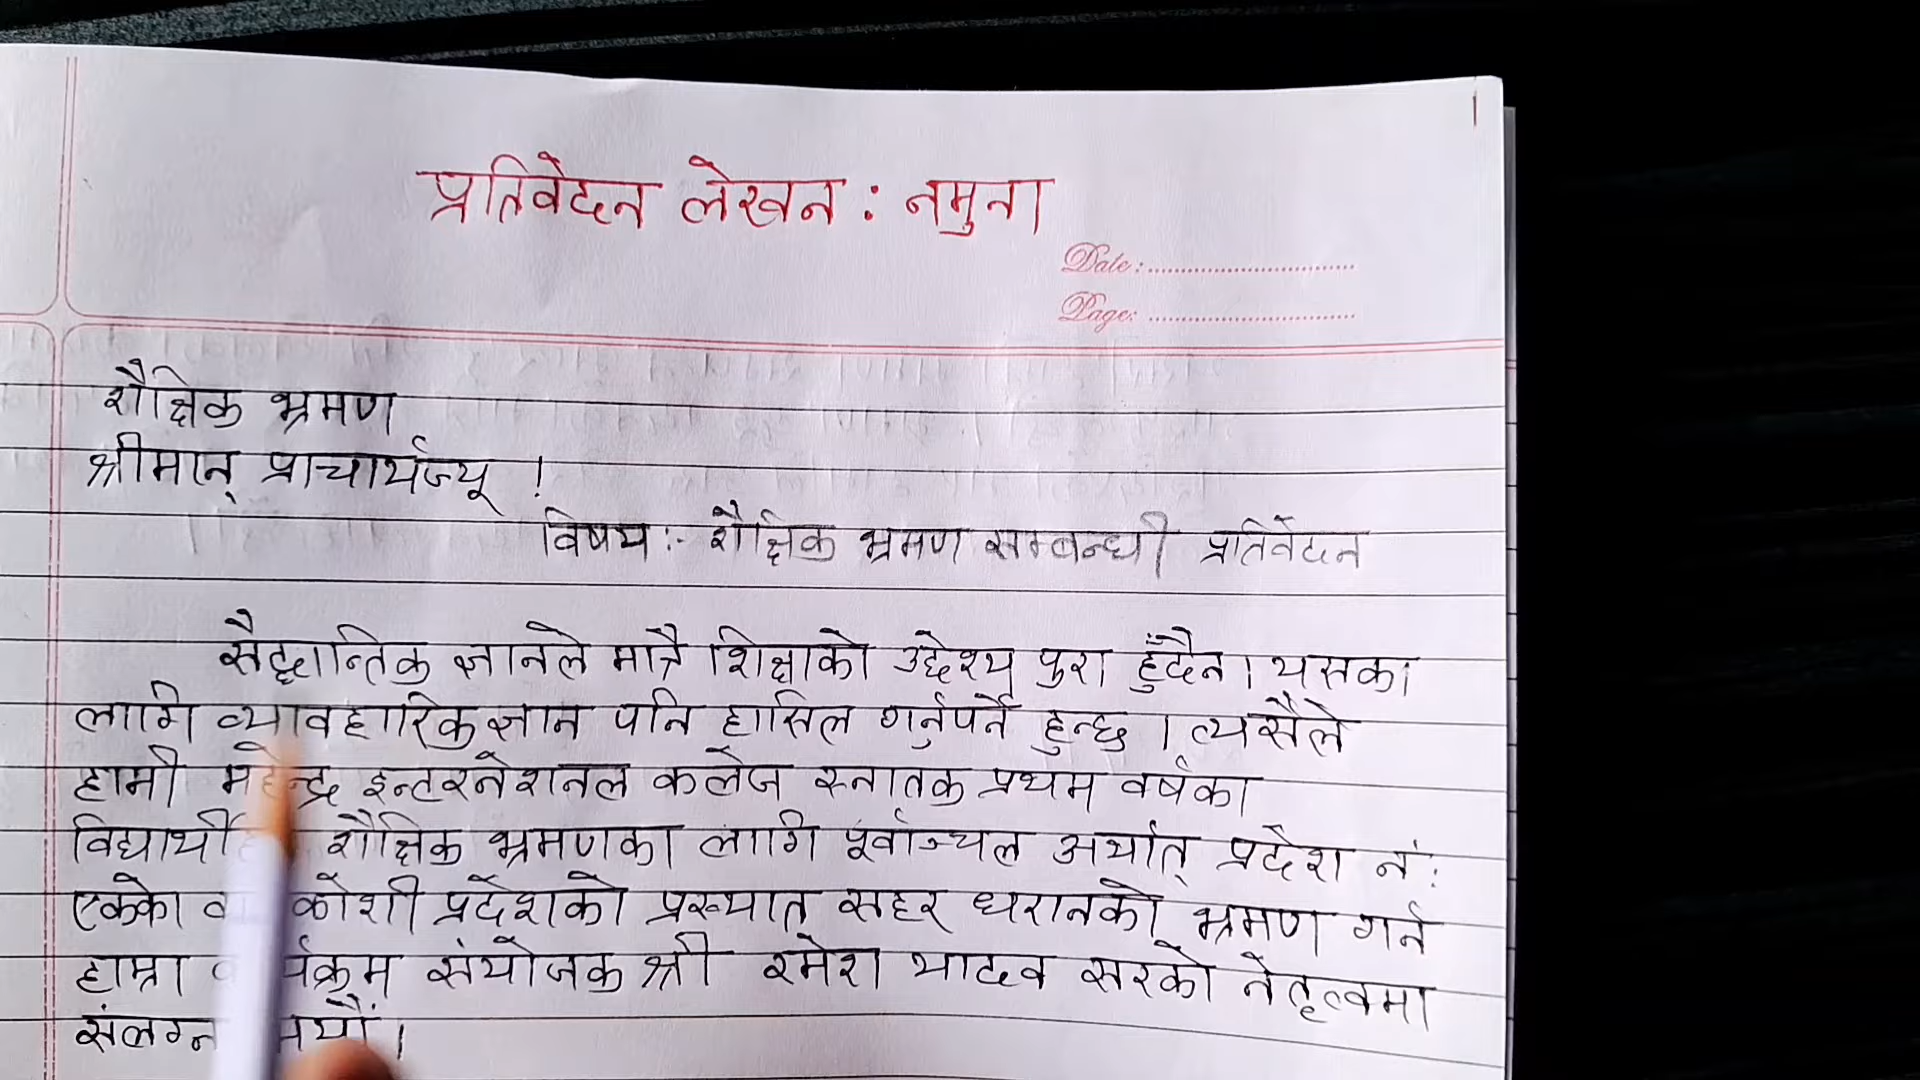 1
प्रतिवेदन लेखन : नमुना
Date : ..............................
Page: ..............................
शैक्षिक भ्रमण
श्रीमान् प्राचार्यज्यू !
विषय :- शैक्षिक भ्रमण सम्बन्धी प्रतिवेदन
सैद्धान्तिक ज्ञानले मात्रै शिक्षाको उद्देश्य पुरा हुँदैन । यसका
लागि व्यावहारिक ज्ञान पनि हासिल गर्नुपर्ने हुन्छ । त्यसैले
हामी महेन्द्र इन्टरनेशनल कलेज स्नातक प्रथम वर्षका
शैक्षिक भ्रमणका लागि पूर्वाञ्चल अर्थात् प्रदेश नं:
एकको कोशी प्रदेशको प्रख्यात सहर धरानको भ्रमण गर्न
हाम्रा संयोजक श्री रमेश यादव सरको नेतृत्वमा
संलग्न ।